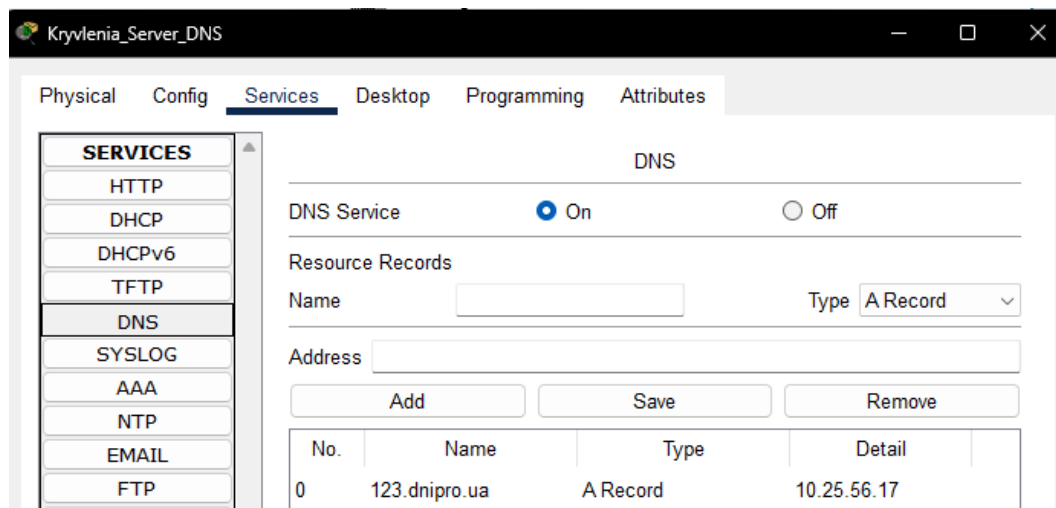 Kryvlenia_Server_DNS
Physical Config Services Desktop Programming Attributes
SERVICES
HTTP
DHCP
DHCPv6
TFTP
DNS
SYSLOG
AAA
NTP
EMAIL
FTP
DNS
DNS Service On Off
Resource Records
Name Type A Record
Address
Add Save Remove
No. Name Type Detail
0 123.dnipro.ua A Record 10.25.56.17